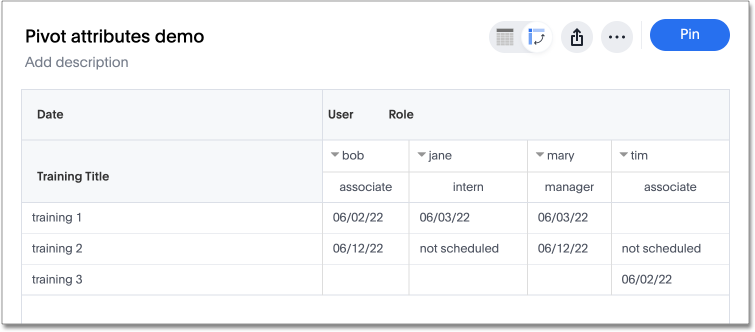 Pivot attributes demo
Pin
Add description
Date User Role
bob jane mary tim
Training Title
associate intern manager associate
training 1 06/02/22 06/03/22 06/03/22
training 2 06/12/22 not scheduled 06/12/22 not scheduled
training 3 06/02/22